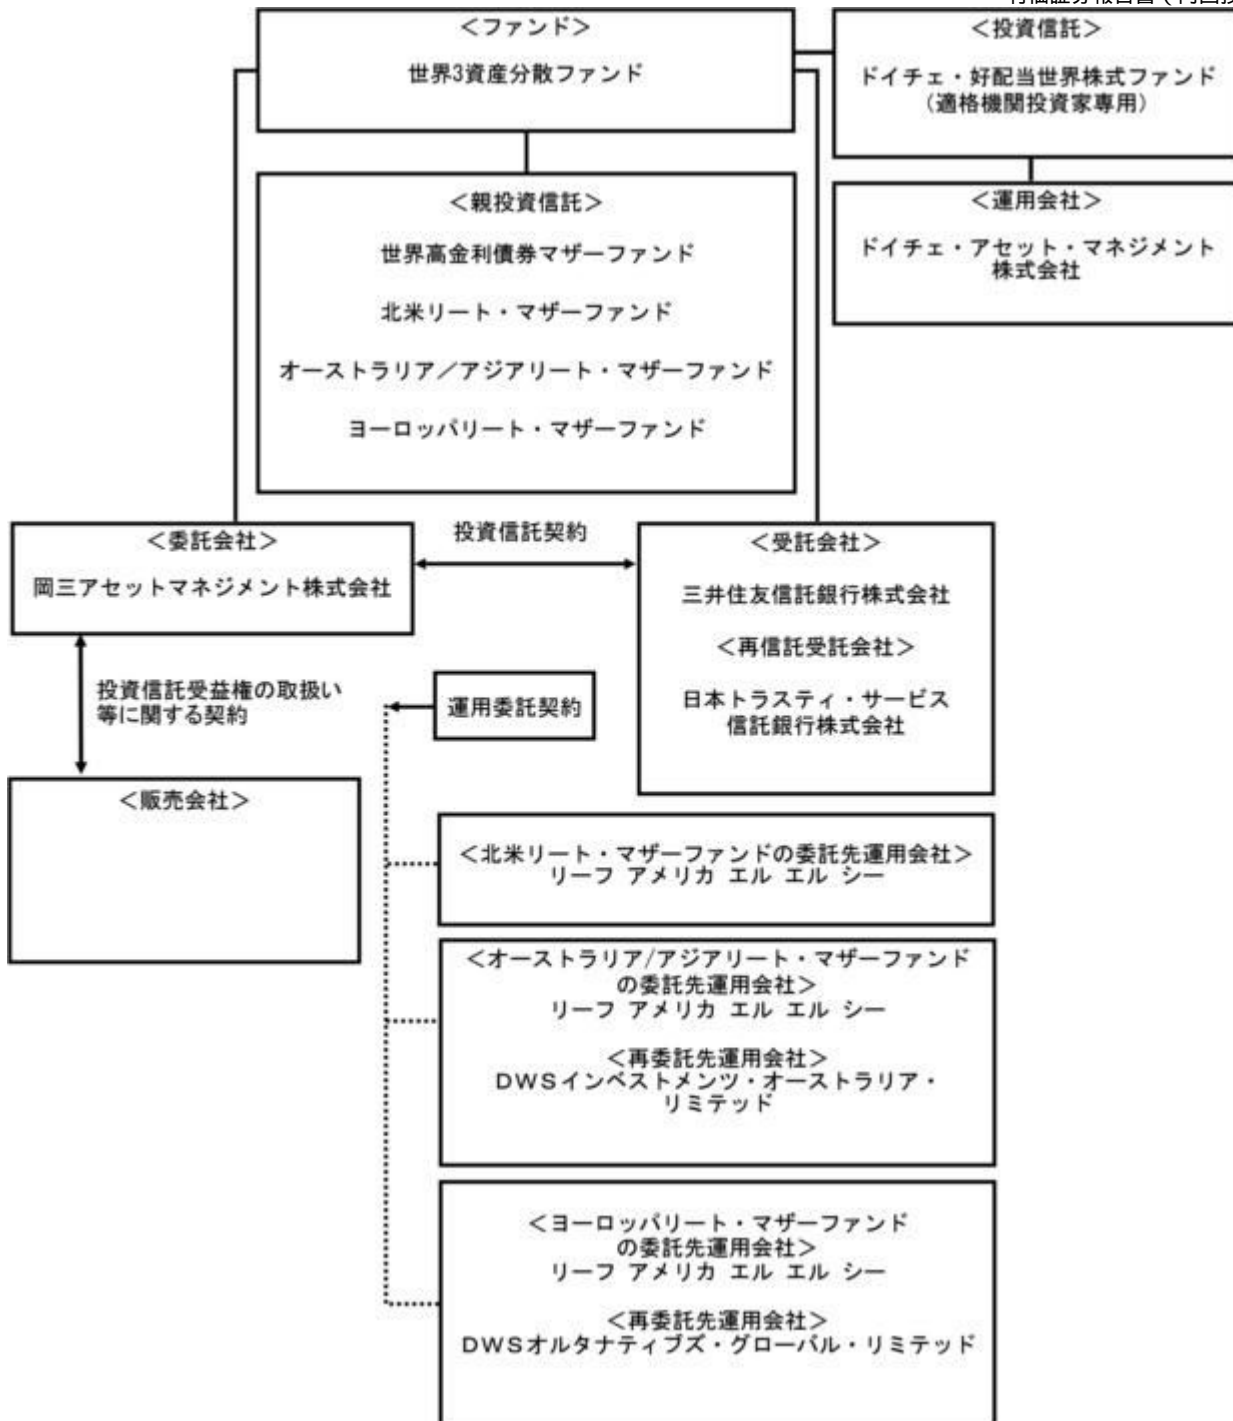 ＜ファンド＞
世界3資産分散ファンド
＜投資信託＞
ドイチェ・好配当世界株式ファンド
（適格機関投資家専用）
＜親投資信託＞
世界高金利債券マザーファンド
北米リート・マザーファンド
オーストラリア／アジアリート・マザーファンド
ヨーロッパリート・マザーファンド
＜運用会社＞
ドイチェ・アセット・マネジメント
株式会社
＜委託会社＞
岡三アセットマネジメント株式会社
投資信託契約
＜受託会社＞
三井住友信託銀行株式会社
＜再信託受託会社＞
日本トラスティ・サービス
信託銀行株式会社
投資信託受益権の取扱い
等に関する契約
運用委託契約
＜販売会社＞
＜北米リート・マザーファンドの委託先運用会社＞
リーフ アメリカ エル エル シー
＜オーストラリア/アジアリート・マザーファンド
の委託先運用会社＞
リーフ アメリカ エル エル シー
＜再委託先運用会社＞
ＤＷＳインベストメンツ・オーストラリア・
リミテッド
＜ヨーロッパリート・マザーファンド
の委託先運用会社＞
リーフ アメリカ エル エル シー
＜再委託先運用会社＞
ＤＷＳオルタナティブズ・グローバル・リミテッド